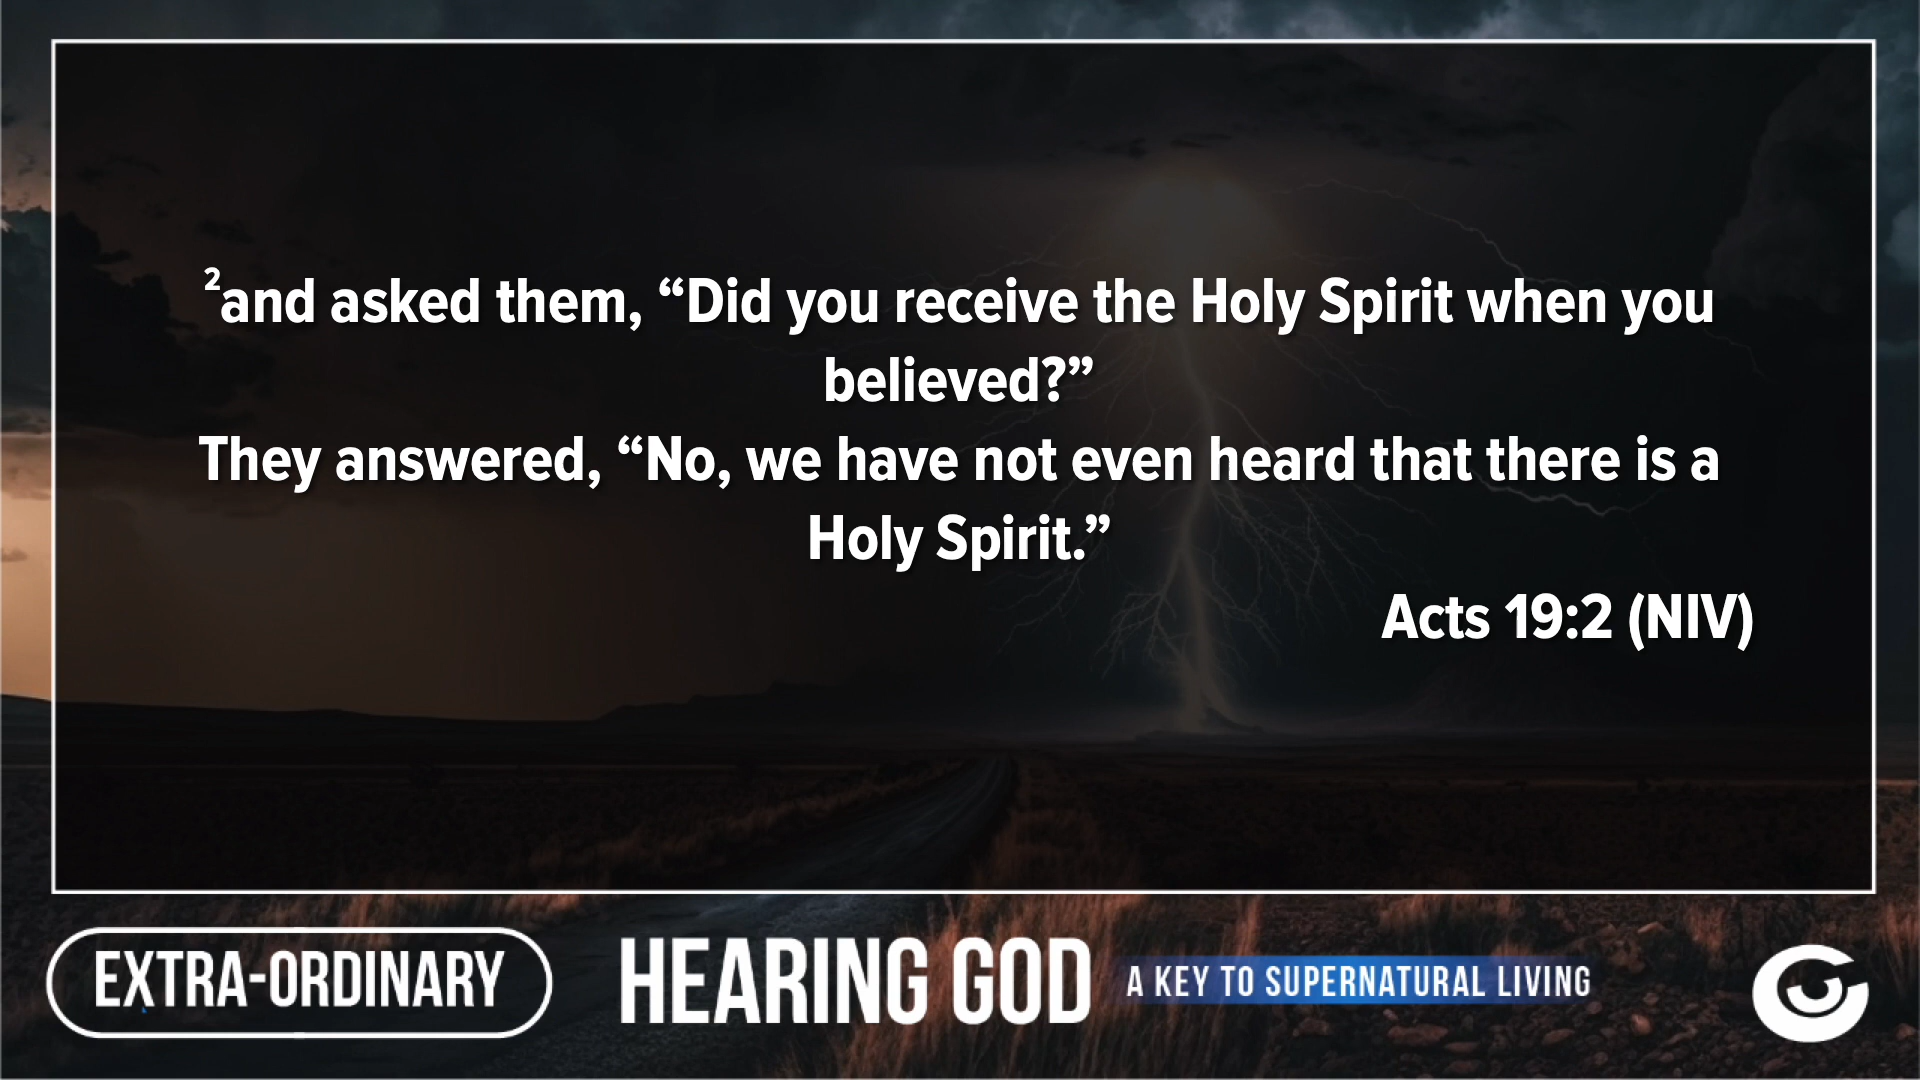 ²and asked them, “Did you receive the Holy Spirit when you
believed?”
They answered, “No, we have not even heard that there is a
Holy Spirit.”
Acts 19:2 (NIV)
EXTRA-ORDINARY
HEARING GOD
A KEY TO SUPERNATURAL LIVING